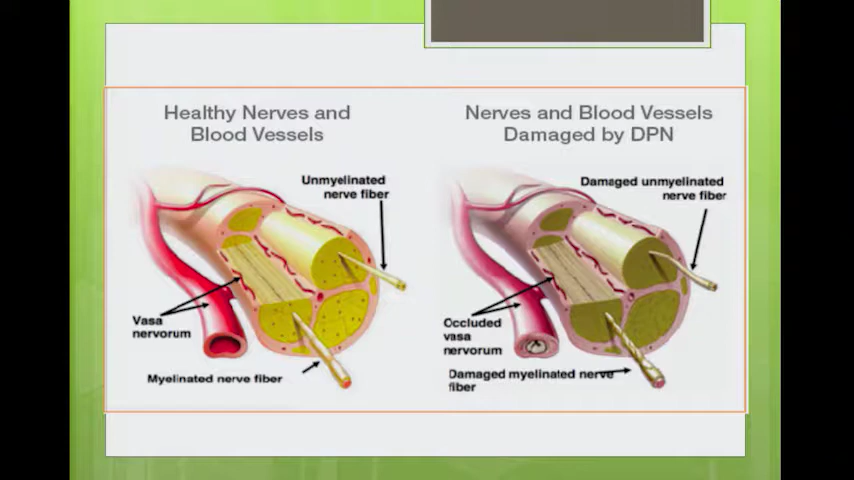 Healthy Nerves and
Blood Vessels
Unmyelinated
nerve fiber
Vasa
nervorum
Myelinated nerve fiber
Nerves and Blood Vessels
Damaged by DPN
Damaged unmyelinated
nerve fiber
Occluded
vasa
nervorum
Damaged myelinated nerve
fiber